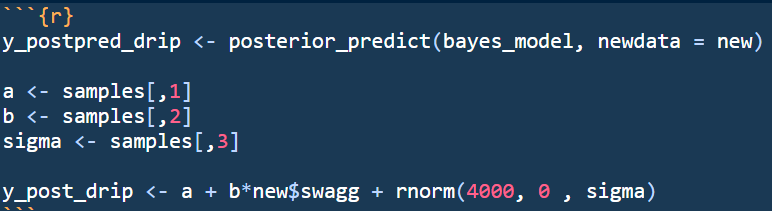 ```{r}
y_postpred_drip <- posterior_predict(bayes_model, newdata = new)
a <- samples[,1]
b <- samples[,2]
sigma <- samples[,3]
y_post_drip <- a + b*new$swagg + rnorm(4000, 0 , sigma)
```